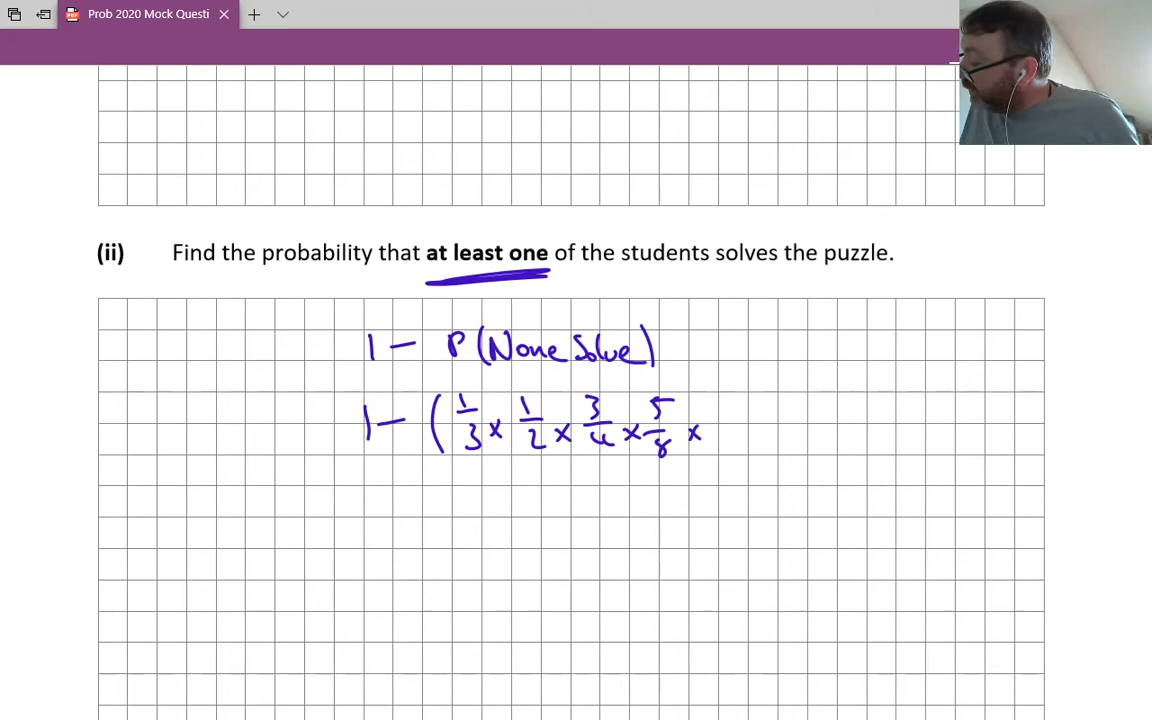 Prob 2020 Mock Questi
(ii) Find the probability that at least one of the students solves the puzzle.
1 - P(None Solve)
1 - (1/3 × 1/2 × 3/4 × 5/8 ×